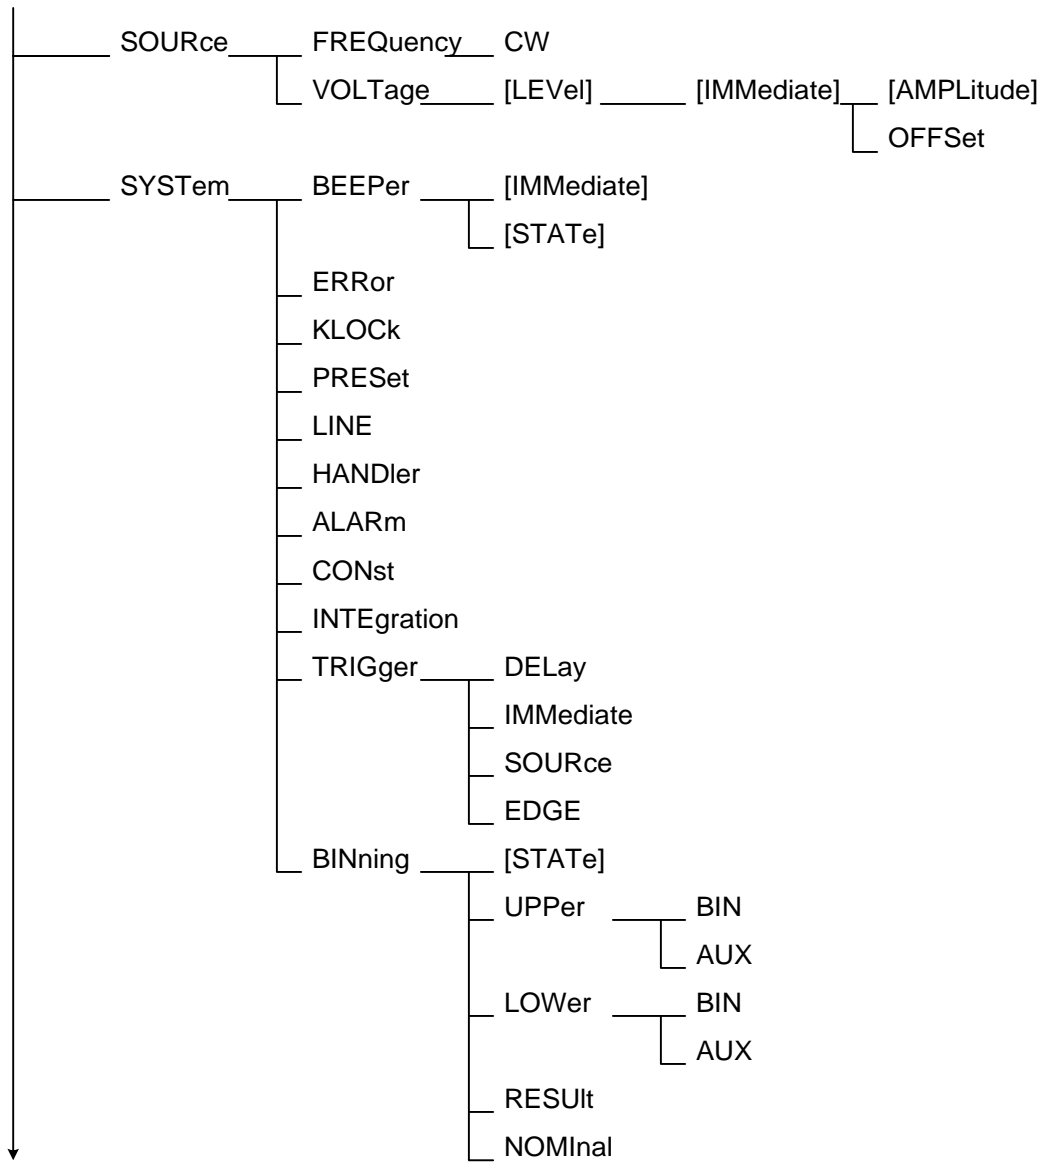 SOURce FREQuency CW
VOLTage [LEVel] [IMMediate] [AMPLitude]
OFFSet
SYSTem BEEPer [IMMediate]
[STATe]
ERRor
KLOCk
PRESet
LINE
HANDler
ALARm
CONst
INTEgration
TRIGger DELay
IMMediate
SOURce
EDGE
BINning [STATe]
UPPer BIN
AUX
LOWer BIN
AUX
RESUlt
NOMInal